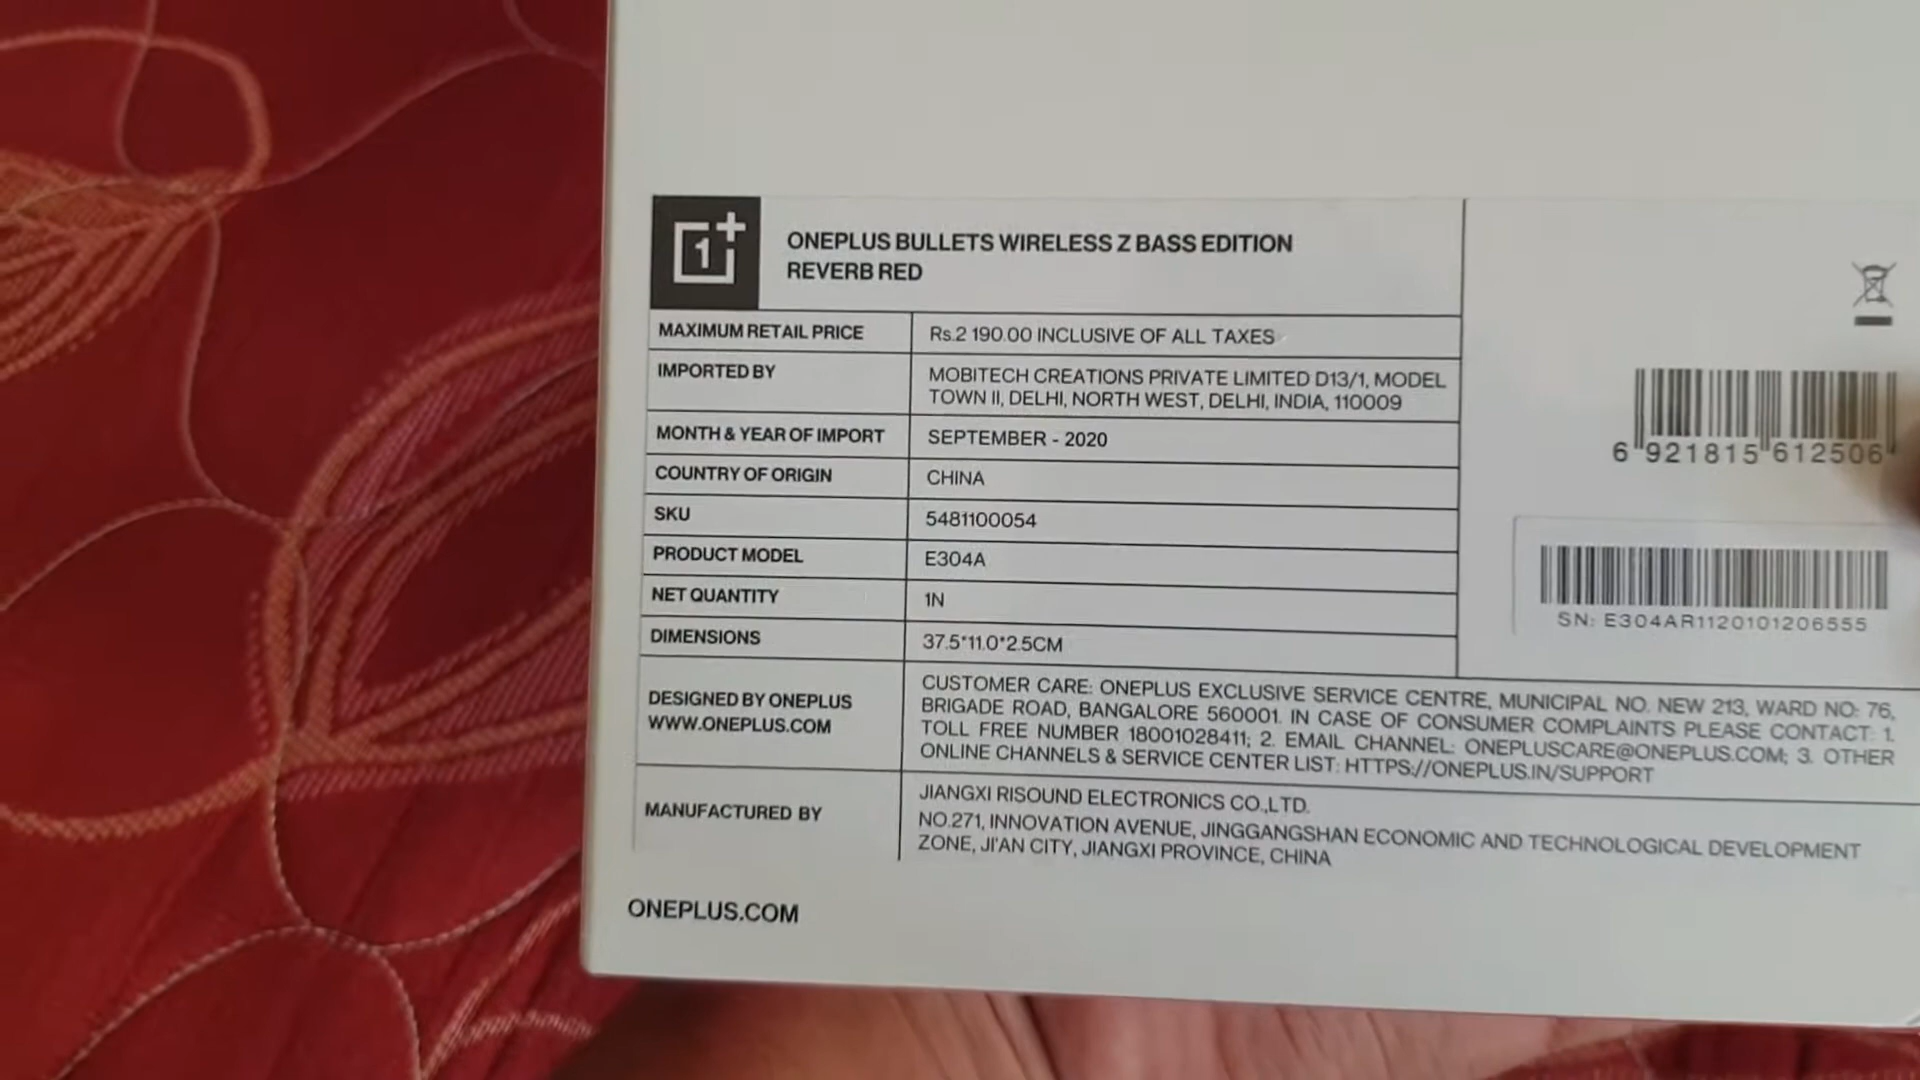 1+
ONEPLUS BULLETS WIRELESS Z BASS EDITION
REVERB RED
MAXIMUM RETAIL PRICE
Rs.2 190.00 INCLUSIVE OF ALL TAXES
IMPORTED BY
MOBITECH CREATIONS PRIVATE LIMITED D13/1, MODEL
TOWN II, DELHI, NORTH WEST, DELHI, INDIA, 110009
MONTH & YEAR OF IMPORT
SEPTEMBER - 2020
COUNTRY OF ORIGIN
CHINA
SKU
5481100054
PRODUCT MODEL
E304A
NET QUANTITY
1N
DIMENSIONS
37.5*11.0*2.5CM
6 921815 612506
SN: E304AR1120101206555
DESIGNED BY ONEPLUS
WWW.ONEPLUS.COM
CUSTOMER CARE: ONEPLUS EXCLUSIVE SERVICE CENTRE, MUNICIPAL NO. NEW 213, WARD NO: 76,
BRIGADE ROAD, BANGALORE 560001. IN CASE OF CONSUMER COMPLAINTS PLEASE CONTACT: 1.
TOLL FREE NUMBER 18001028411; 2. EMAIL CHANNEL: ONEPLUSCARE@ONEPLUS.COM; 3. OTHER
ONLINE CHANNELS & SERVICE CENTER LIST: HTTPS://ONEPLUS.IN/SUPPORT
MANUFACTURED BY
JIANGXI RISOUND ELECTRONICS CO.,LTD.
NO.271, INNOVATION AVENUE, JINGGANGSHAN ECONOMIC AND TECHNOLOGICAL DEVELOPMENT
ZONE, JI'AN CITY, JIANGXI PROVINCE, CHINA
ONEPLUS.COM